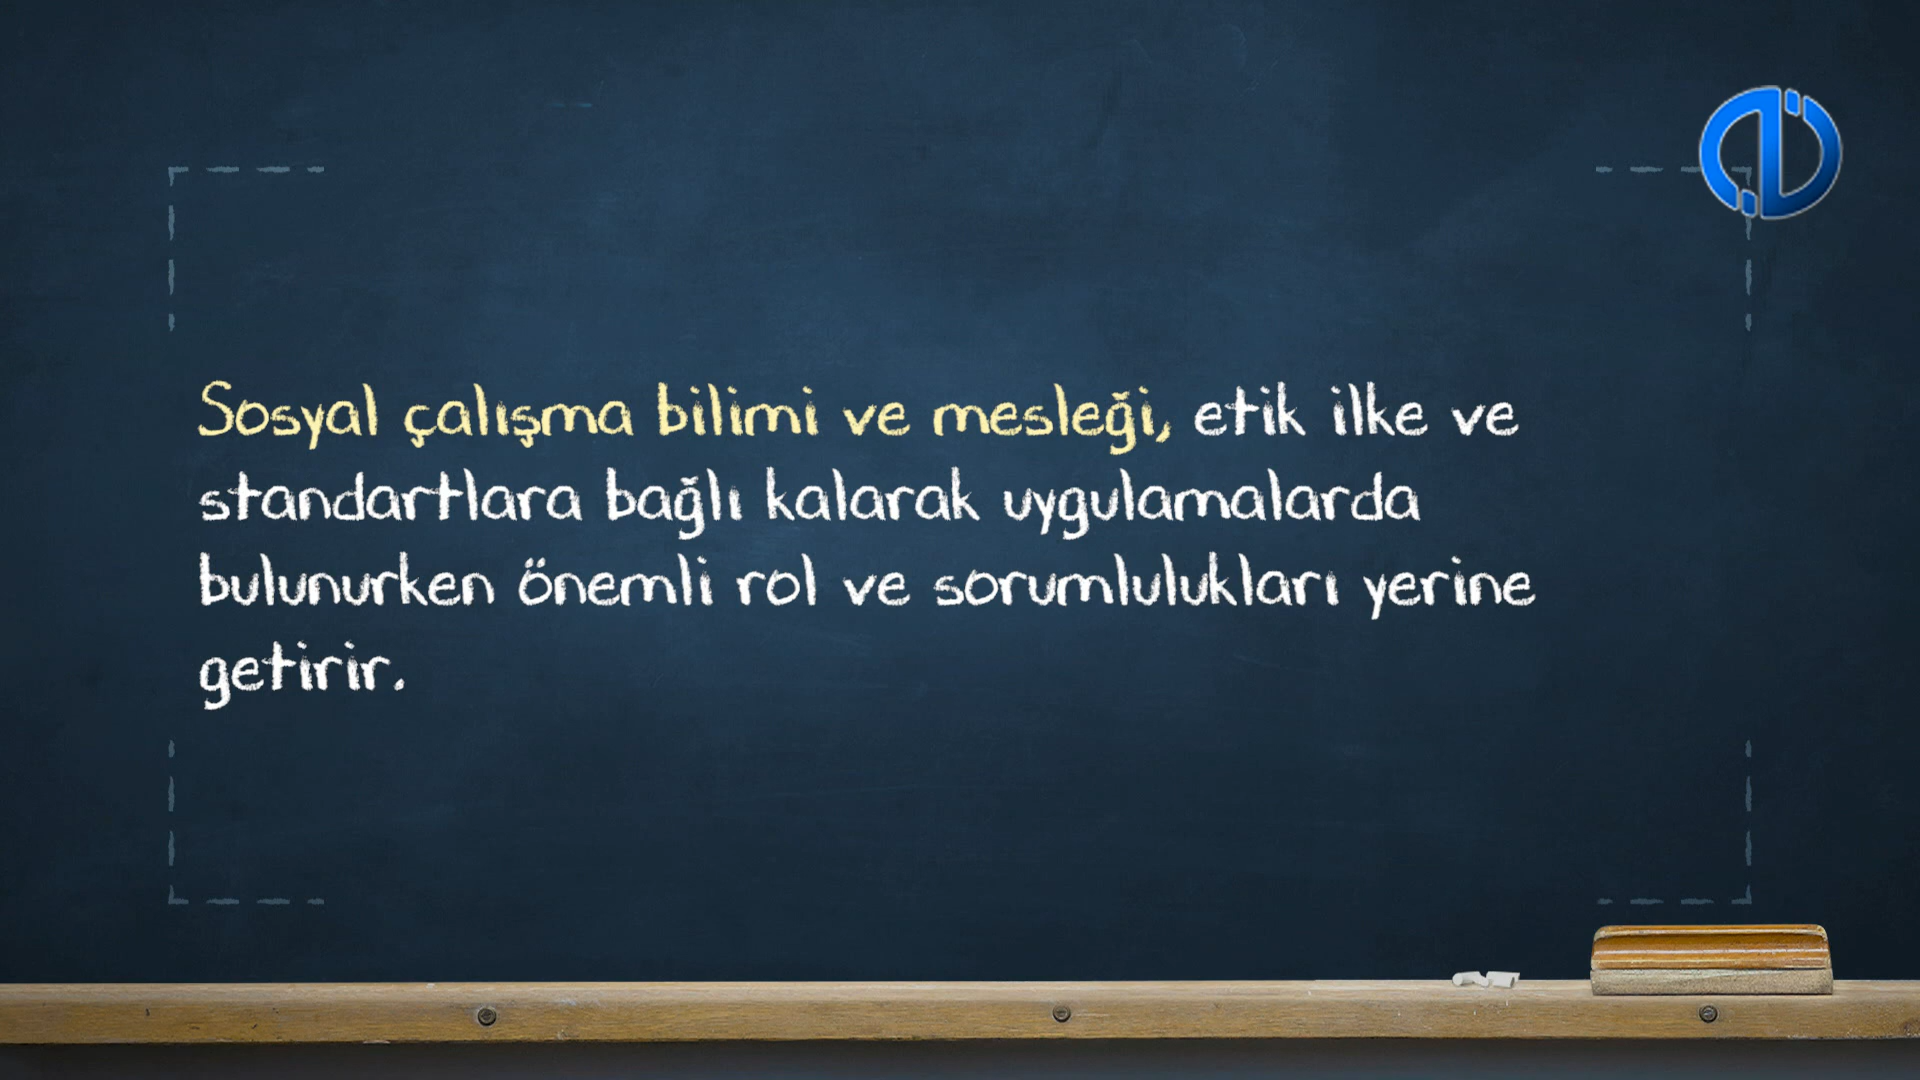 Sosyal çalışma bilimi ve mesleği, etik ilke ve
standartlara bağlı kalarak uygulamalarda
bulunurken önemli rol ve sorumlulukları yerine
getirir.